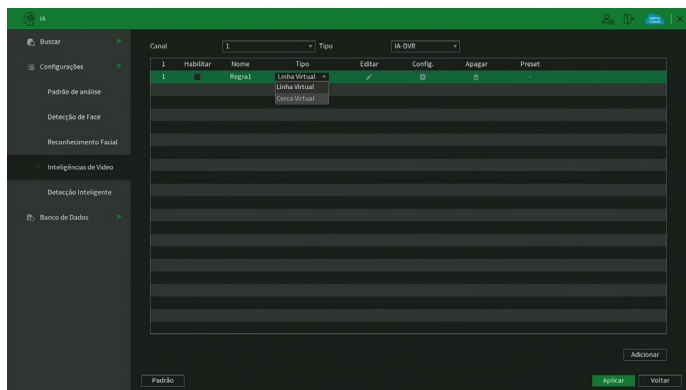 IA
Buscar
Configurações
Padrão de análise
Detecção de Face
Reconhecimento Facial
Inteligências de Vídeo
Detecção Inteligente
Banco de Dados
Canal 1 Tipo IA-DVR
1 Habilitar Nome Tipo Editar Config. Apagar Preset
1 Regra1 Linha Virtual -
Linha Virtual
Cerca Virtual
Adicionar
Padrão Aplicar Voltar